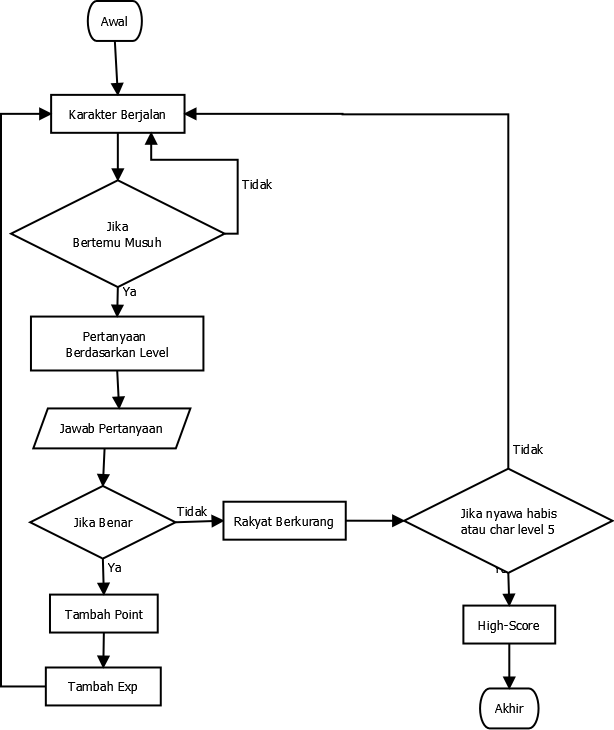 Awal
Karakter Berjalan
Tidak
Jika
Bertemu Musuh
Ya
Pertanyaan
Berdasarkan Level
Jawab Pertanyaan
Jika Benar
Tidak
Rakyat Berkurang
Tidak
Jika nyawa habis
atau char level 5
Ya
Tambah Point
Tambah Exp
Ya
High-Score
Akhir